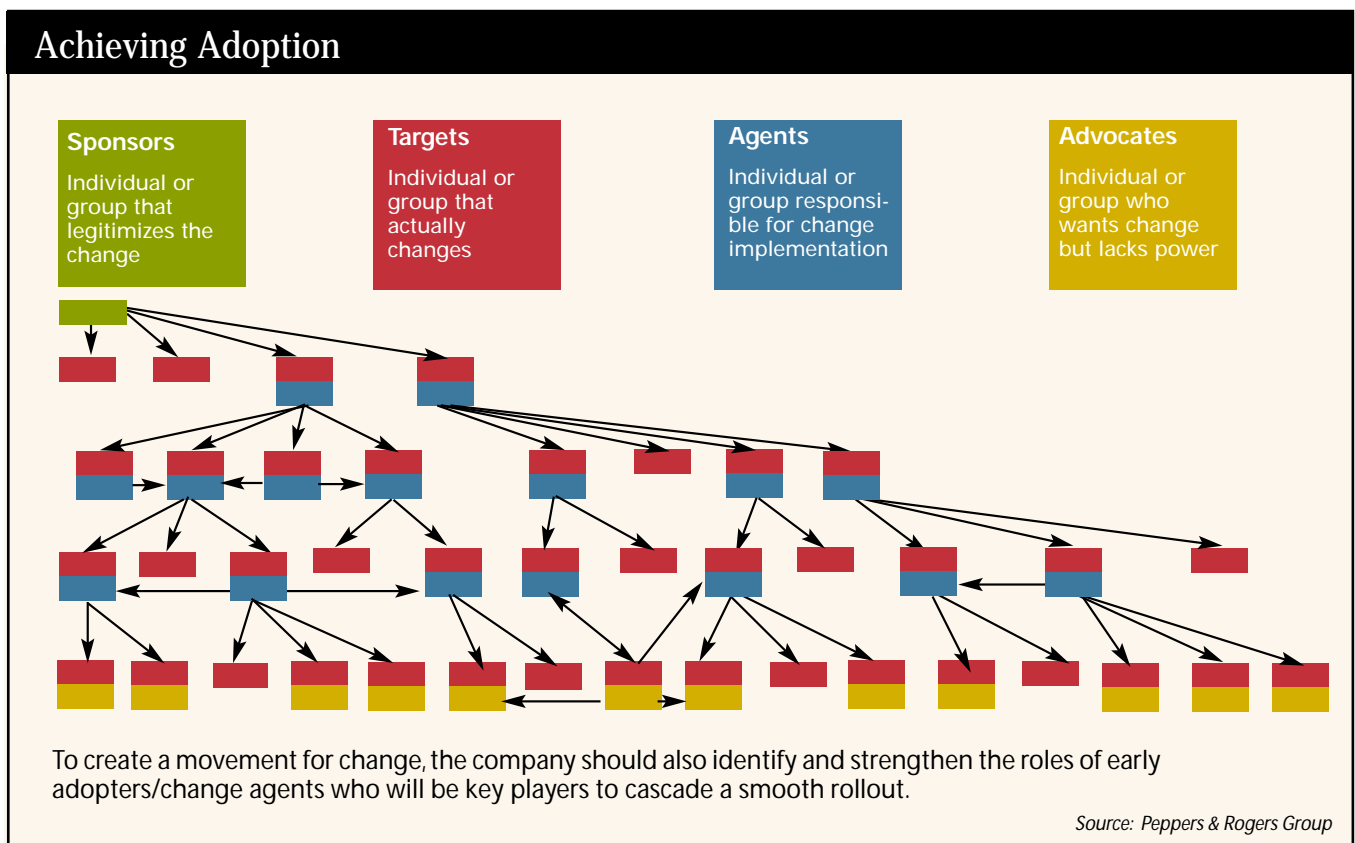 Achieving Adoption
Sponsors
Individual or
group that
legitimizes the
change
Targets
Individual or
group that
actually
changes
Agents
Individual or
group responsi-
ble for change
implementation
Advocates
Individual or
group who
wants change
but lacks power
To create a movement for change, the company should also identify and strengthen the roles of early
adopters/change agents who will be key players to cascade a smooth rollout.
Source: Peppers & Rogers Group